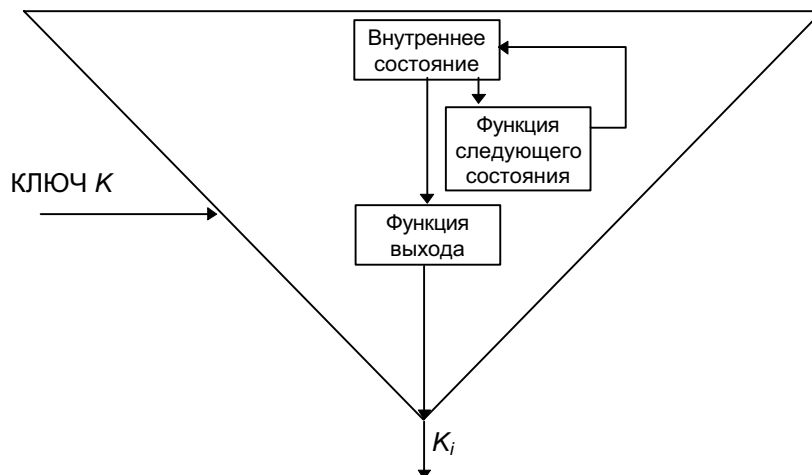 Внутреннее
состояние
Функция
следующего
состояния
КЛЮЧ K
Функция
выхода
Ki